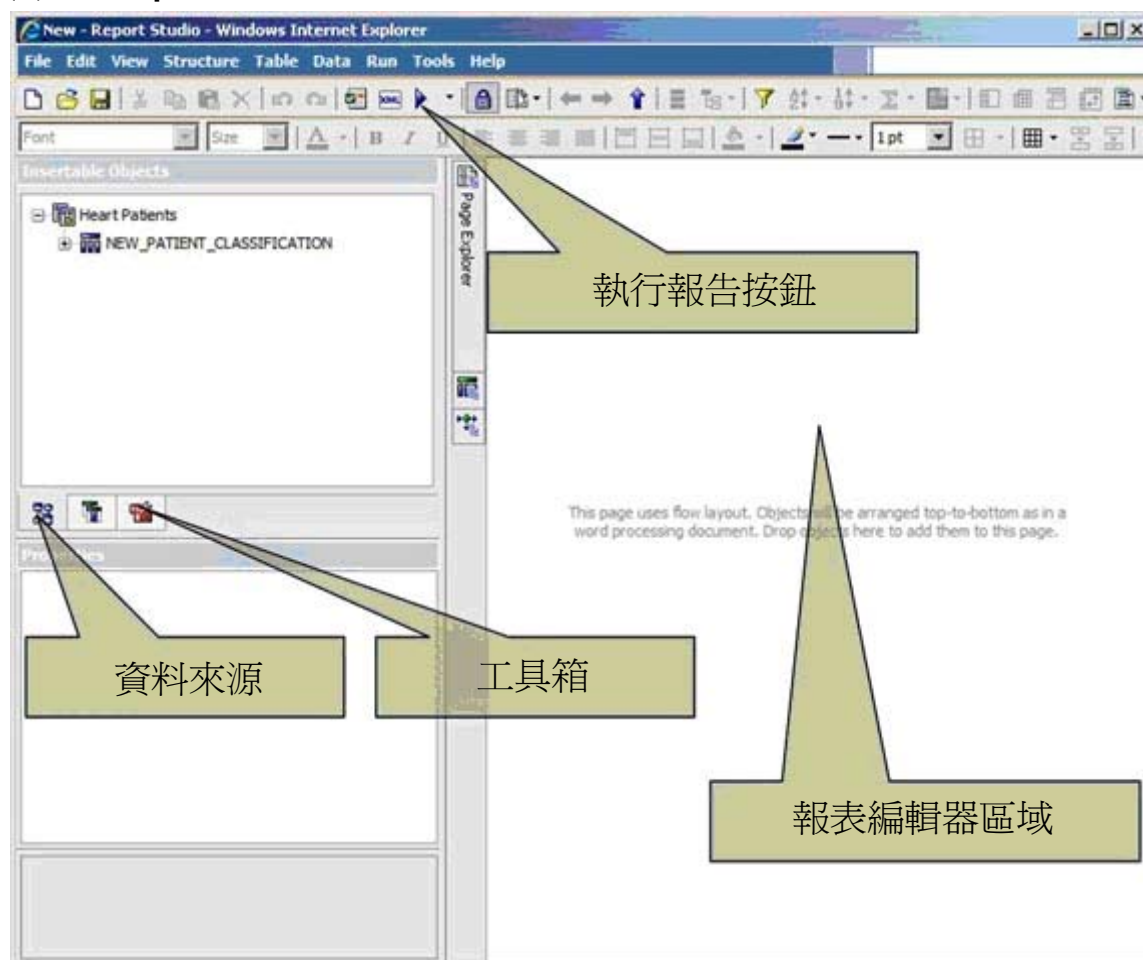 New - Report Studio - Windows Internet Explorer
File Edit View Structure Table Data Run Tools Help
Font Size B I 1 pt
Insertable Objects
Heart Patients
NEW_PATIENT_CLASSIFICATION
Page Explorer
執行報告按鈕
This page uses flow layout. Objects will be arranged top-to-bottom as in a
word processing document. Drop objects here to add them to this page.
Properties
資料來源
工具箱
報表編輯器區域